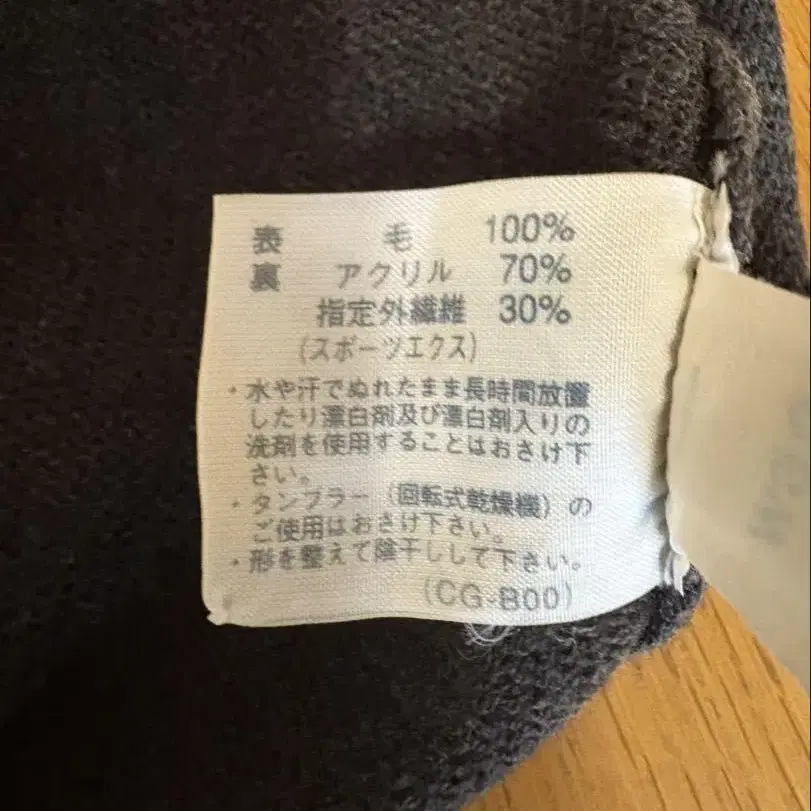 表 毛 100%
裏 アクリル 70%
指定外繊維 30%
(スポーツエクス)
・水や汗でぬれたまま長時間放置
したり漂白剤及び漂白剤入りの
洗剤を使用することはおさけ下
さい。
・タンブラー(回転式乾燥機)の
ご使用はおさけ下さい。
・形を整えて陰干しして下さい。
(CG-B00)